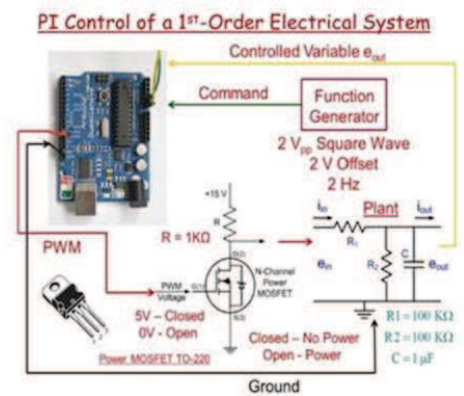 PI Control of a 1st-Order Electrical System
Controlled Variable eout
Command
Function
Generator
2 Vpp Square Wave
2 V Offset
2 Hz
+15 V
R
R = 1KΩ
PWM
iin
Plant
iout
R1
R2
C
ein
eout
D(2)
G(1)
S(3)
PWM
Voltage
N-Channel
Power
MOSFET
5V – Closed
0V - Open
Closed – No Power
Open - Power
R1 = 100 KΩ
R2 = 100 KΩ
C = 1 μF
Power MOSFET TO-220
Ground